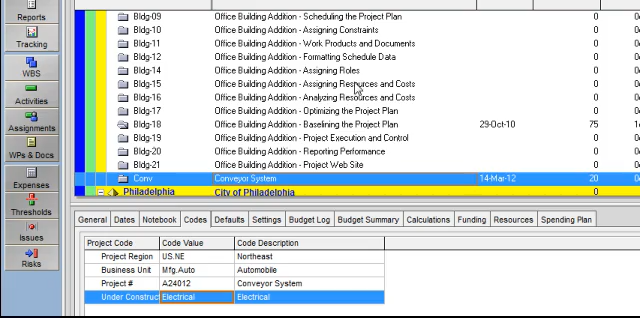 Reports
Tracking
WBS
Activities
Assignments
WPs & Docs
Expenses
Thresholds
Issues
Risks
Bldg-09 Office Building Addition - Scheduling the Project Plan 0
Bldg-10 Office Building Addition - Assigning Constraints 0
Bldg-11 Office Building Addition - Work Products and Documents 0
Bldg-12 Office Building Addition - Formatting Schedule Data 0
Bldg-14 Office Building Addition - Assigning Roles 0
Bldg-15 Office Building Addition - Assigning Resources and Costs 0
Bldg-16 Office Building Addition - Analyzing Resources and Costs 0
Bldg-17 Office Building Addition - Optimizing the Project Plan 0
Bldg-18 Office Building Addition - Baselining the Project Plan 29-Oct-10 75
Bldg-19 Office Building Addition - Project Execution and Control 0
Bldg-20 Office Building Addition - Reporting Performance 0
Bldg-21 Office Building Addition - Project Web Site 0
Conv Conveyor System 14-Mar-12 20
Philadelphia City of Philadelphia 0
General Dates Notebook Codes Defaults Settings Budget Log Budget Summary Calculations Funding Resources Spending Plan
Project Code Code Value Code Description
Project Region US.NE Northeast
Business Unit Mfg.Auto Automobile
Project # A24012 Conveyor System
Under Construct Electrical Electrical